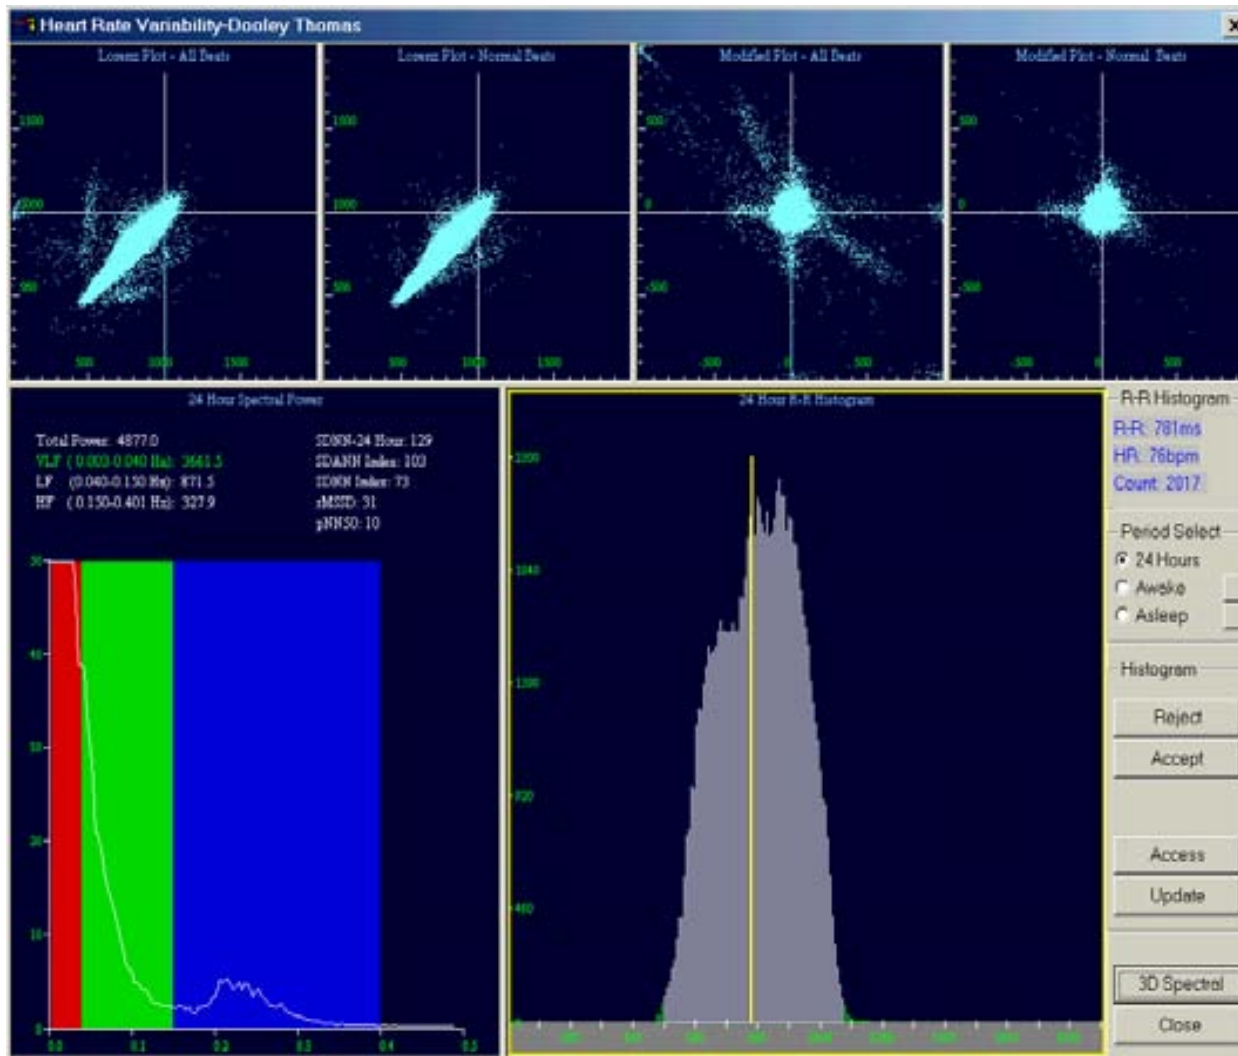 Heart Rate Variability-Dooley Thomas
X
Lorenz Plot - All Beats
1500
1000
500
500 1000 1500
Lorenz Plot - Normal Beats
1500
1000
500
500 1000 1500
Modified Plot - All Beats
500
0
-500
-500 0 500
Modified Plot - Normal Beats
500
0
-500
-500 0 500
24 Hour Spectral Power
Total Power: 4877.0
VLF ( 0.003-0.040 Hz): 3661.5
LF (0.040-0.150 Hz): 871.5
HF ( 0.150-0.401 Hz): 327.9
SDNN-24 Hour: 129
SDANN Index: 103
SDNN Index: 73
rMSSD: 31
pNN50: 10
40
20
10
0
0.0 0.1 0.2 0.3 0.4 0.5
24 Hour R-R Histogram
R-R Histogram
R-R: 781ms
HR: 76bpm
Count: 2017
Period Select
24 Hours
Awake
Asleep
Histogram
Reject
Accept
Access
Update
3D Spectral
Close